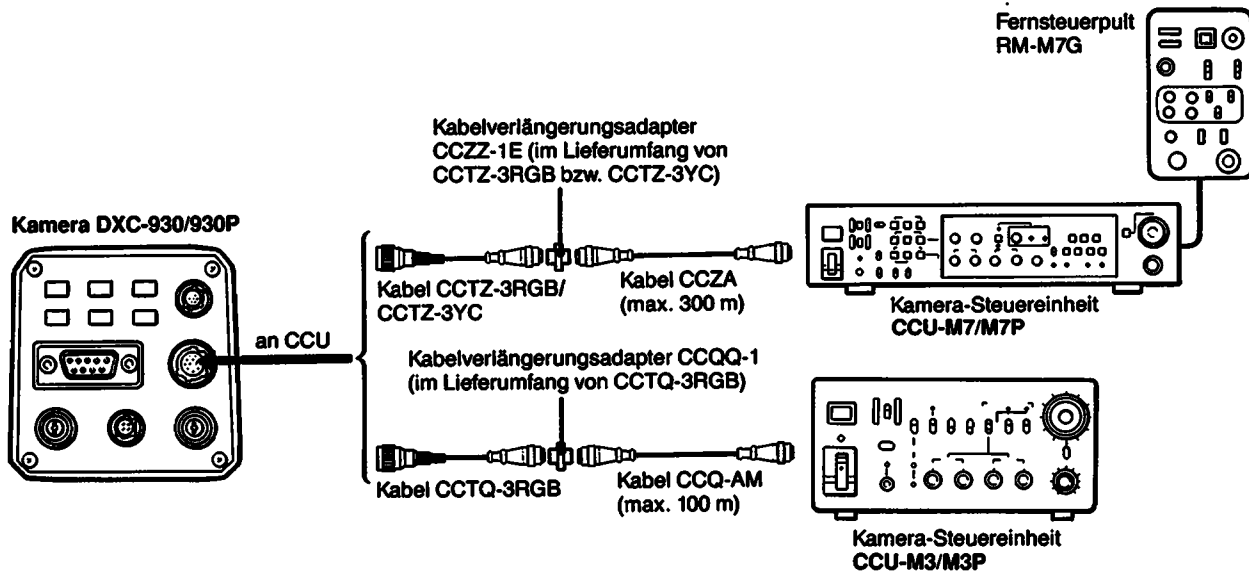 Fernsteuerpult
RM-M7G
Kabelverlängerungsadapter
CCZZ-1E (im Lieferumfang von
CCTZ-3RGB bzw. CCTZ-3YC)
Kamera DXC-930/930P
Kabel CCTZ-3RGB/
CCTZ-3YC
Kabel CCZA
(max. 300 m)
Kamera-Steuereinheit
CCU-M7/M7P
an CCU
Kabelverlängerungsadapter CCQQ-1
(im Lieferumfang von CCTQ-3RGB)
Kabel CCTQ-3RGB
Kabel CCQ-AM
(max. 100 m)
Kamera-Steuereinheit
CCU-M3/M3P